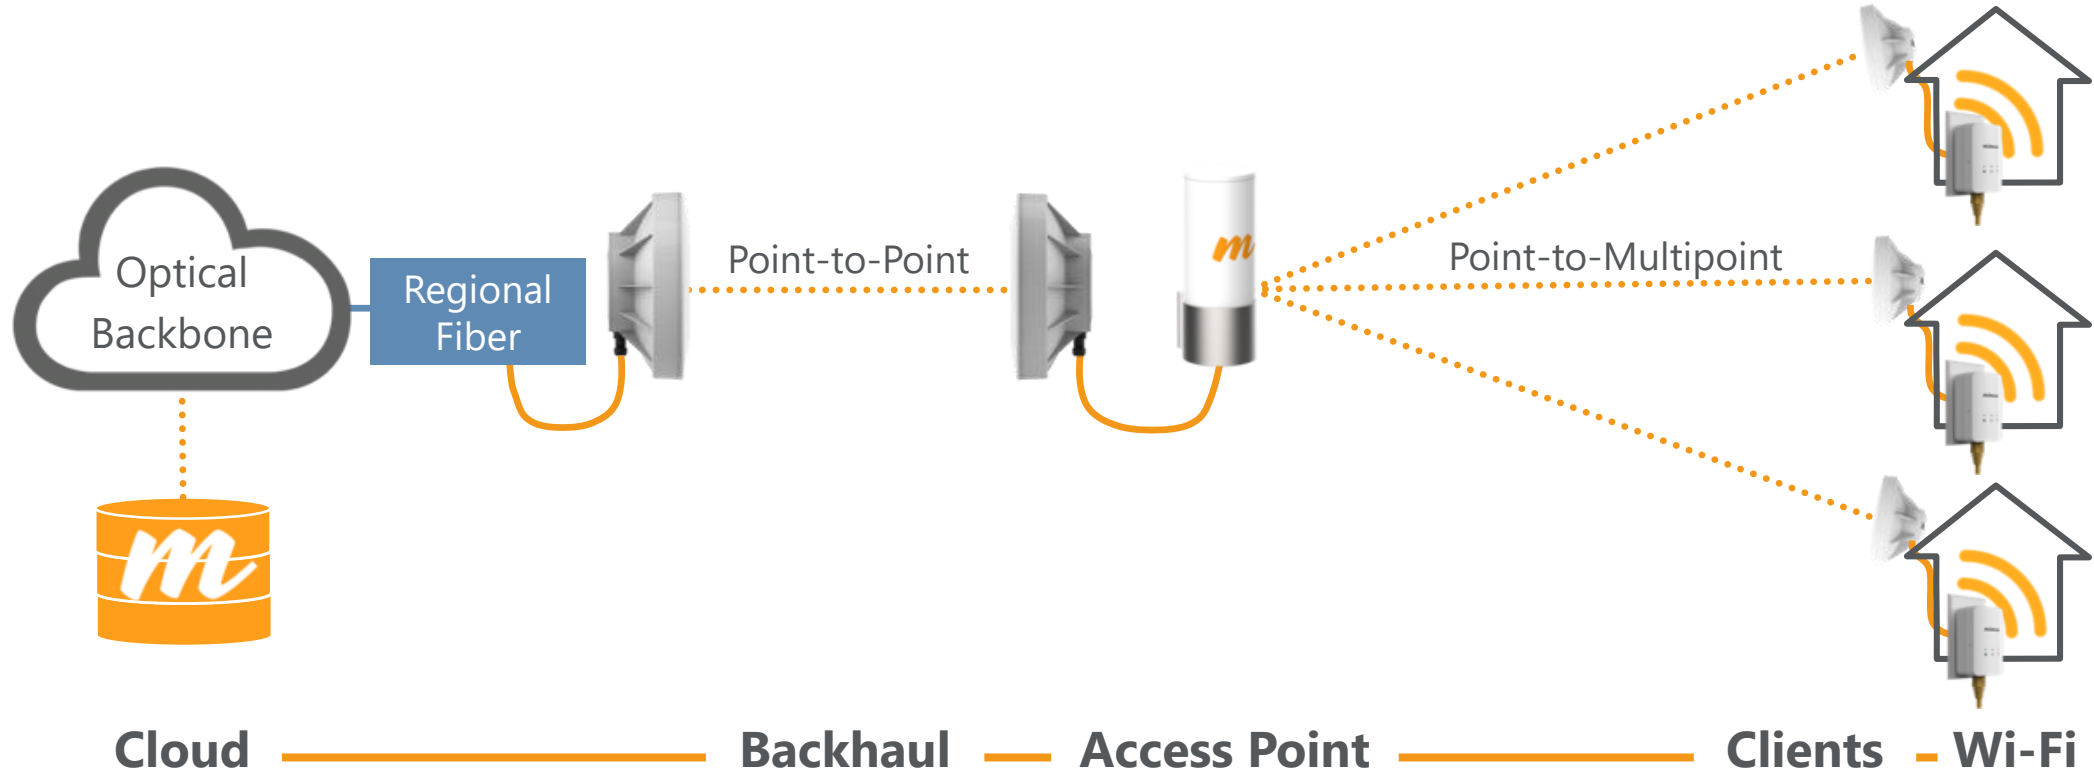 Optical
Backbone
Regional
Fiber
Point-to-Point
m
Point-to-Multipoint
m
Cloud
Backhaul
Access Point
Clients
Wi-Fi